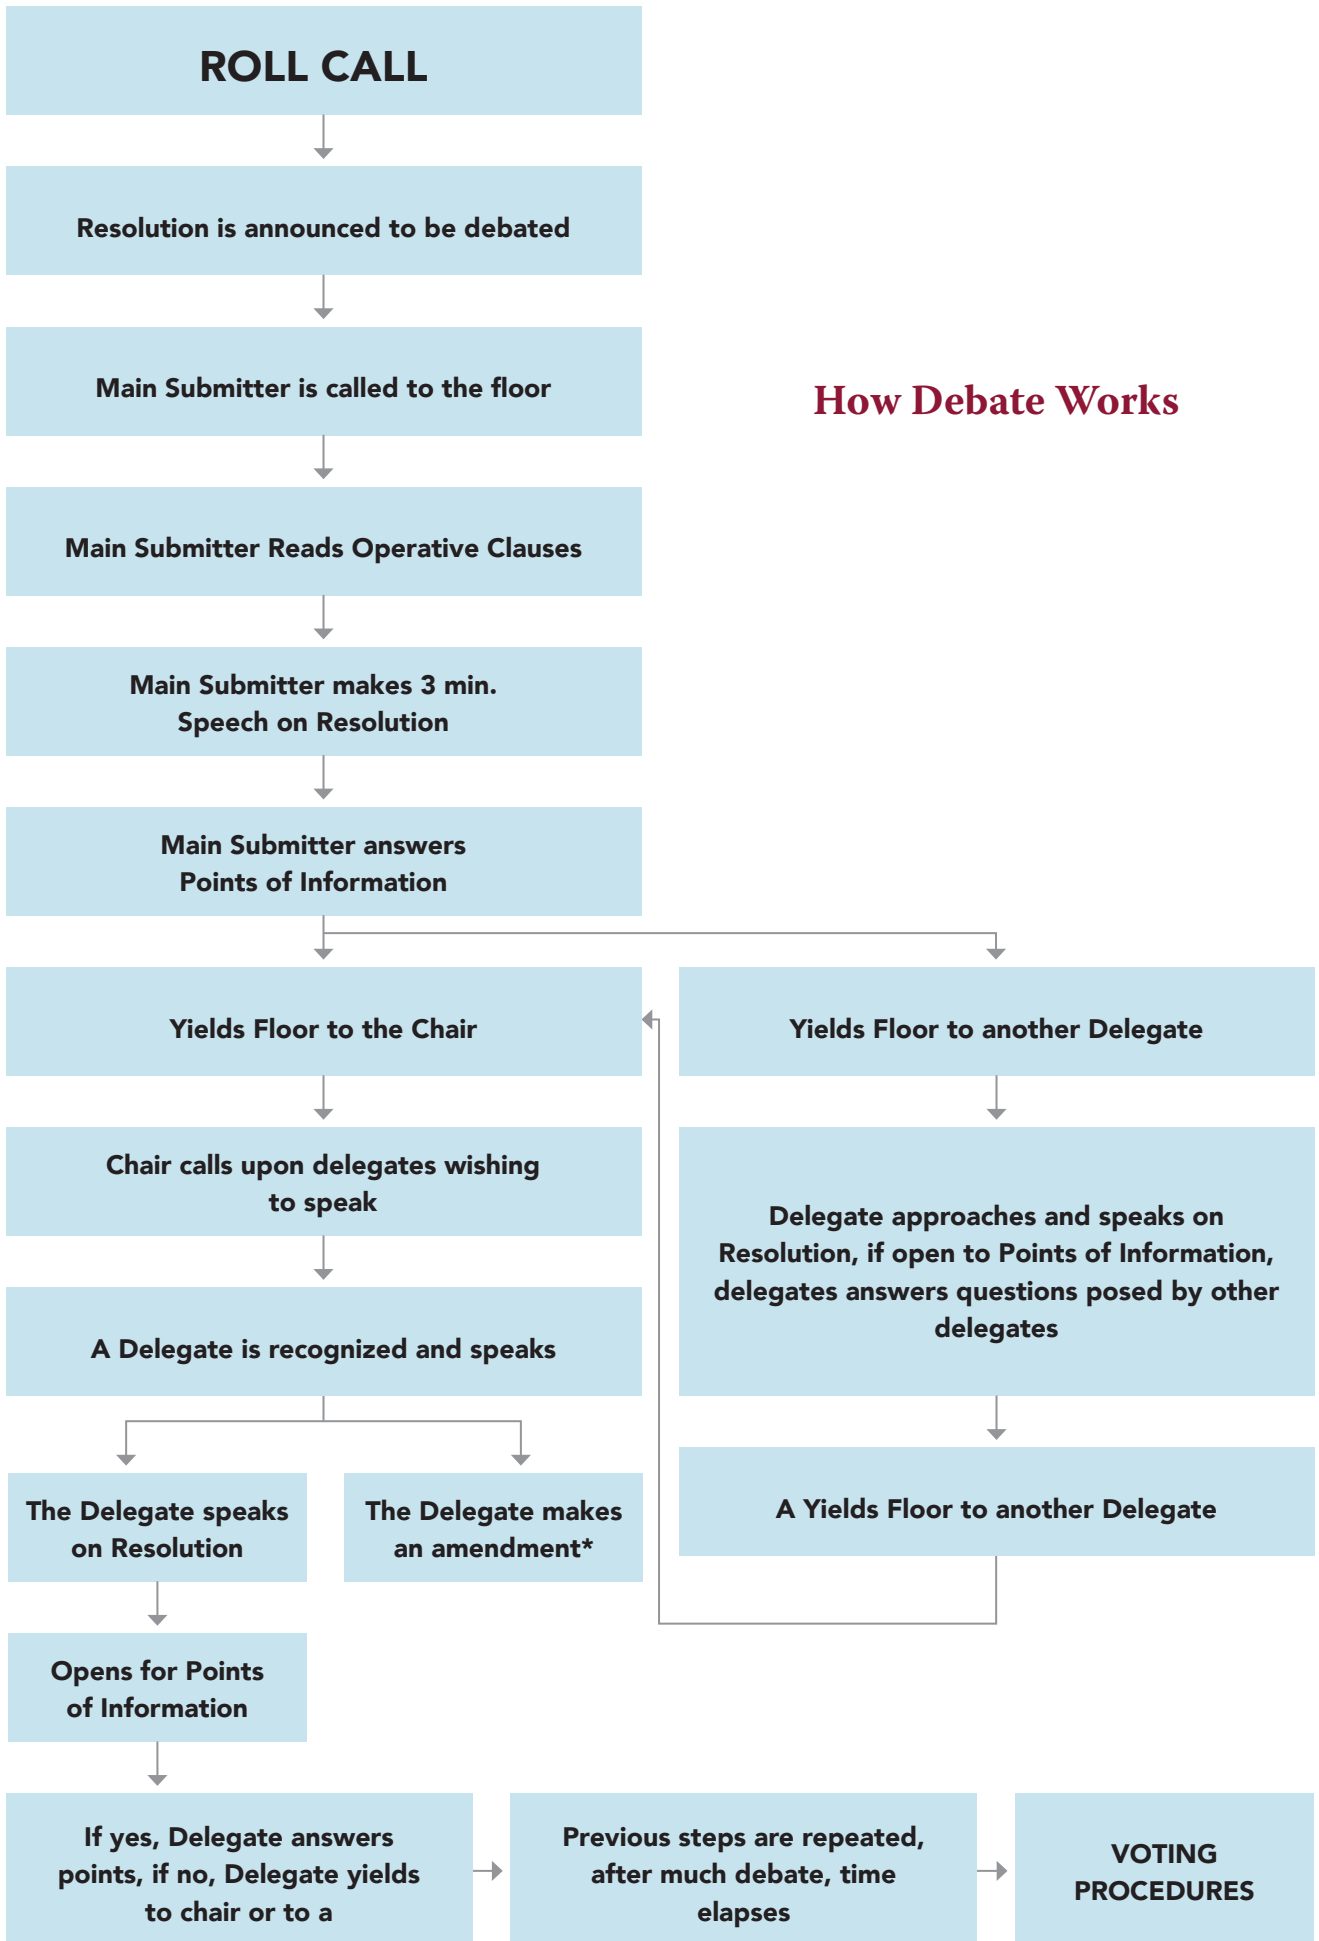 ROLL CALL
Resolution is announced to be debated
Main Submitter is called to the floor
How Debate Works
Main Submitter Reads Operative Clauses
Main Submitter makes 3 min.
Speech on Resolution
Main Submitter answers
Points of Information
Yields Floor to the Chair
Yields Floor to another Delegate
Chair calls upon delegates wishing
to speak
Delegate approaches and speaks on
Resolution, if open to Points of Information,
delegates answers questions posed by other
delegates
A Delegate is recognized and speaks
The Delegate speaks
on Resolution
The Delegate makes
an amendment*
A Yields Floor to another Delegate
Opens for Points
of Information
If yes, Delegate answers
points, if no, Delegate yields
to chair or to a
Previous steps are repeated,
after much debate, time
elapses
VOTING
PROCEDURES